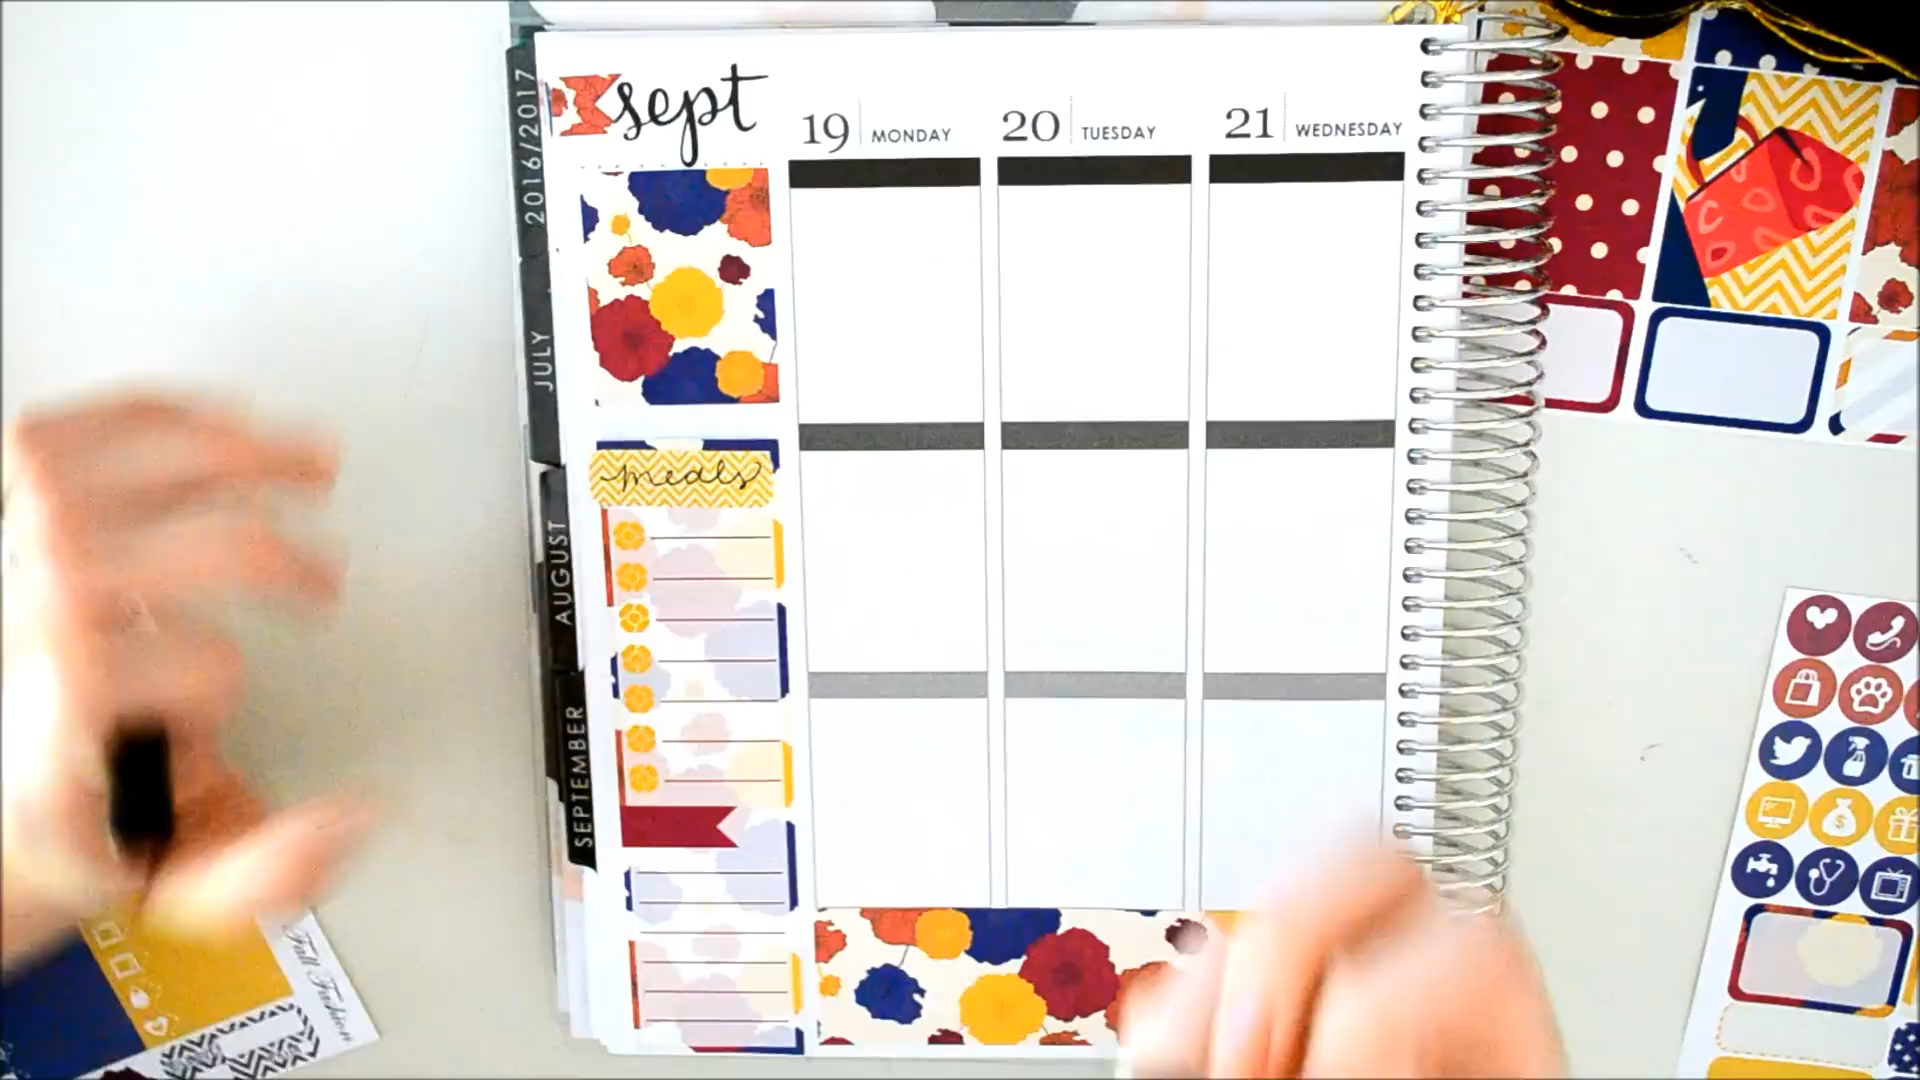 sept
19 MONDAY
20 TUESDAY
21 WEDNESDAY
meals
2016/2017
JULY
AUGUST
SEPTEMBER
Fall Fashion